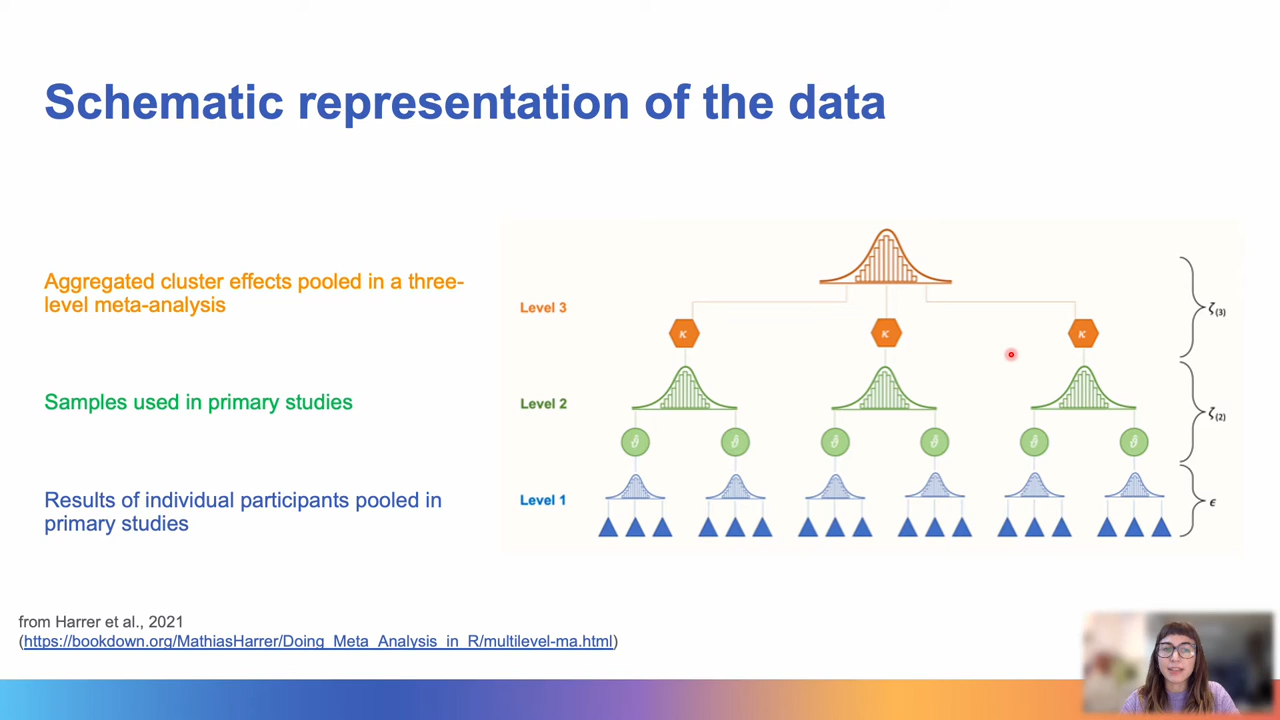 Schematic representation of the data
Aggregated cluster effects pooled in a three-
level meta-analysis
Samples used in primary studies
Results of individual participants pooled in
primary studies
Level 3
κ κ κ
ζ(3)
Level 2
ϑ ϑ ϑ ϑ ϑ ϑ
ζ(2)
Level 1
ϵ
from Harrer et al., 2021
(https://bookdown.org/MathiasHarrer/Doing_Meta_Analysis_in_R/multilevel-ma.html)